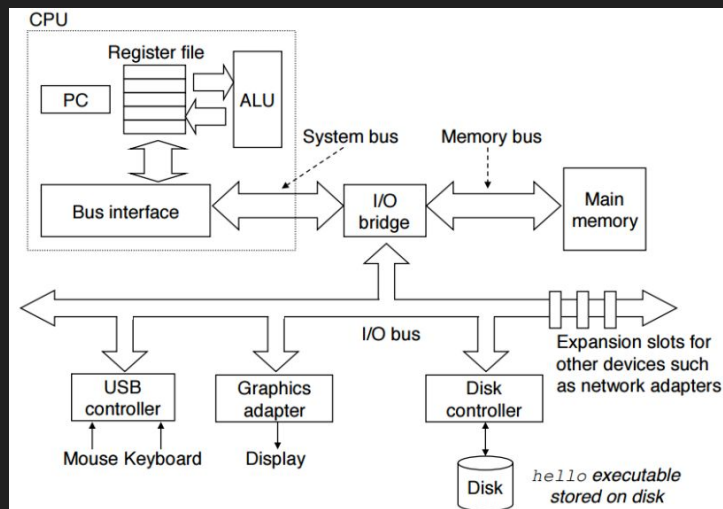 CPU
Register file
PC
ALU
System bus
Memory bus
Bus interface
I/O
bridge
Main
memory
I/O bus
Expansion slots for
other devices such
as network adapters
USB
controller
Graphics
adapter
Disk
controller
Mouse Keyboard
Display
Disk
hello executable
stored on disk